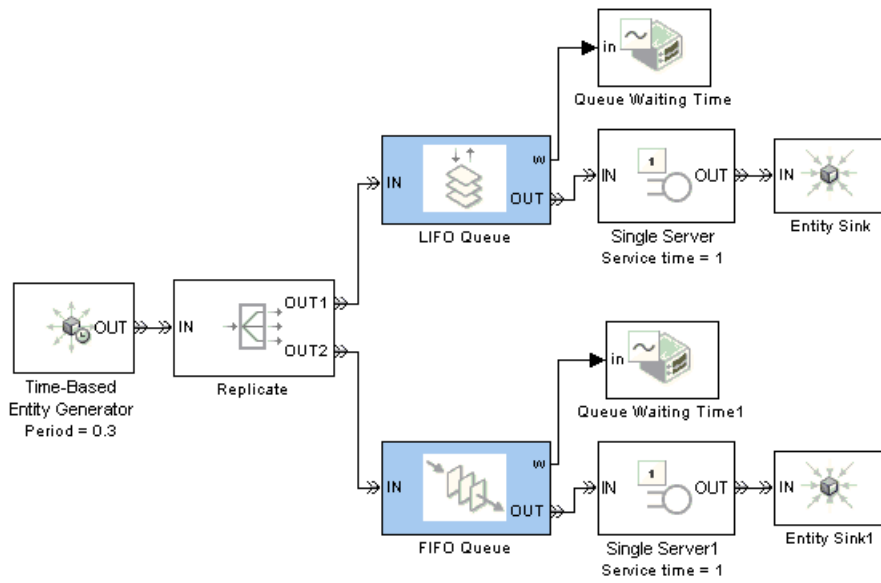 in
Queue Waiting Time
IN
w
OUT
LIFO Queue
IN
1
OUT
Single Server
Service time = 1
IN
Entity Sink
OUT
Time-Based
Entity Generator
Period = 0.3
IN
OUT1
OUT2
Replicate
in
Queue Waiting Time1
IN
w
OUT
FIFO Queue
IN
1
OUT
Single Server1
Service time = 1
IN
Entity Sink1